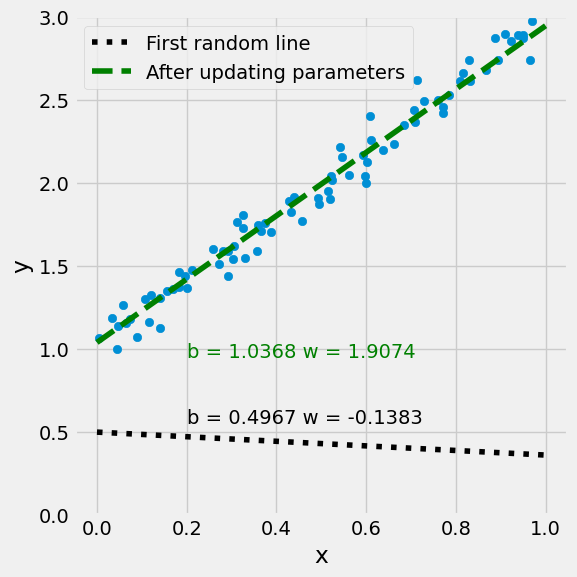 First random line
After updating parameters
3.0
2.5
2.0
1.5
1.0
0.5
0.0
y
b = 1.0368 w = 1.9074
b = 0.4967 w = -0.1383
0.0 0.2 0.4 0.6 0.8 1.0
x